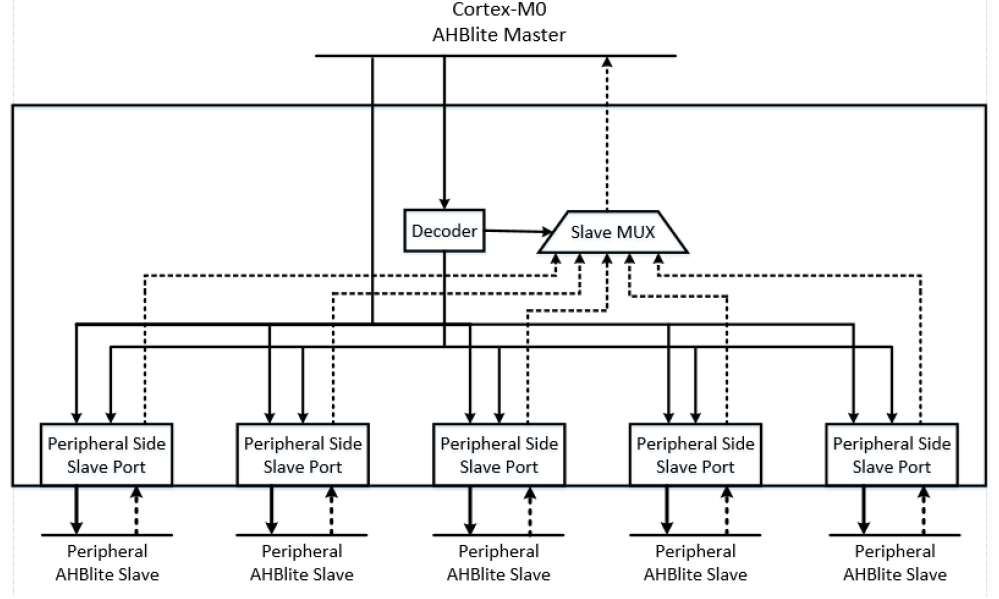 Cortex-M0
AHBlite Master
Decoder
Slave MUX
Peripheral Side
Slave Port
Peripheral Side
Slave Port
Peripheral Side
Slave Port
Peripheral Side
Slave Port
Peripheral Side
Slave Port
Peripheral
AHBlite Slave
Peripheral
AHBlite Slave
Peripheral
AHBlite Slave
Peripheral
AHBlite Slave
Peripheral
AHBlite Slave